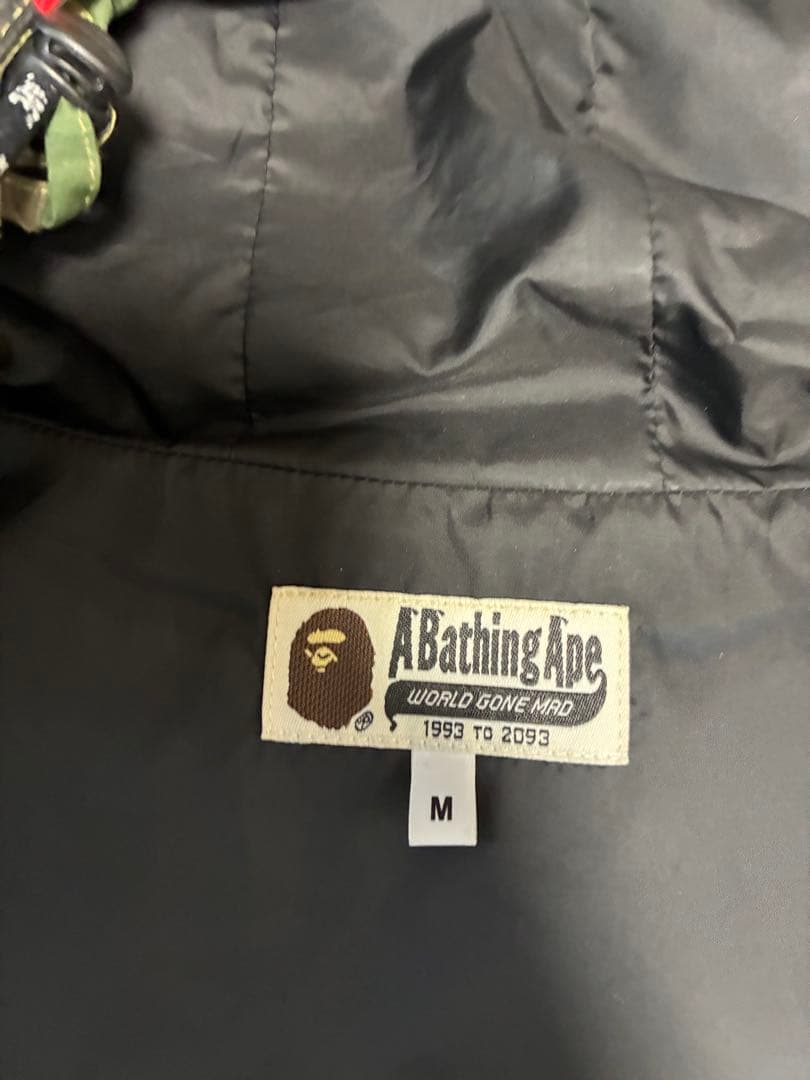 A Bathing Ape
WORLD GONE MAD
1993 TO 2093
M